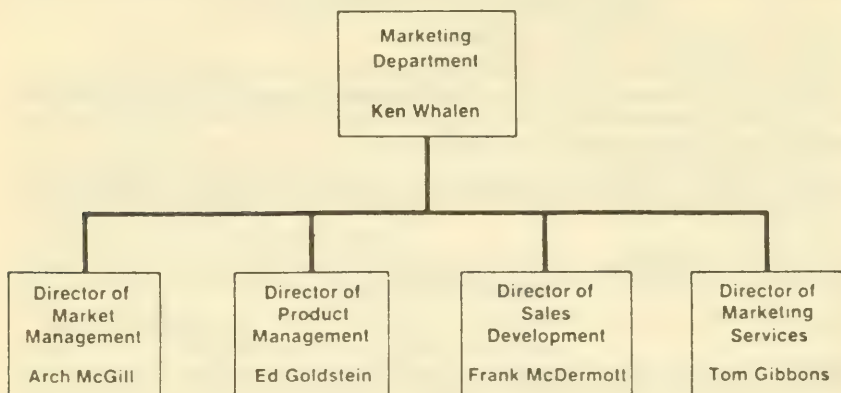 Marketing
Department
Ken Whalen
Director of
Market
Management
Arch McGill
Director of
Product
Management
Ed Goldstein
Director of
Sales
Development
Frank McDermott
Director of
Marketing
Services
Tom Gibbons